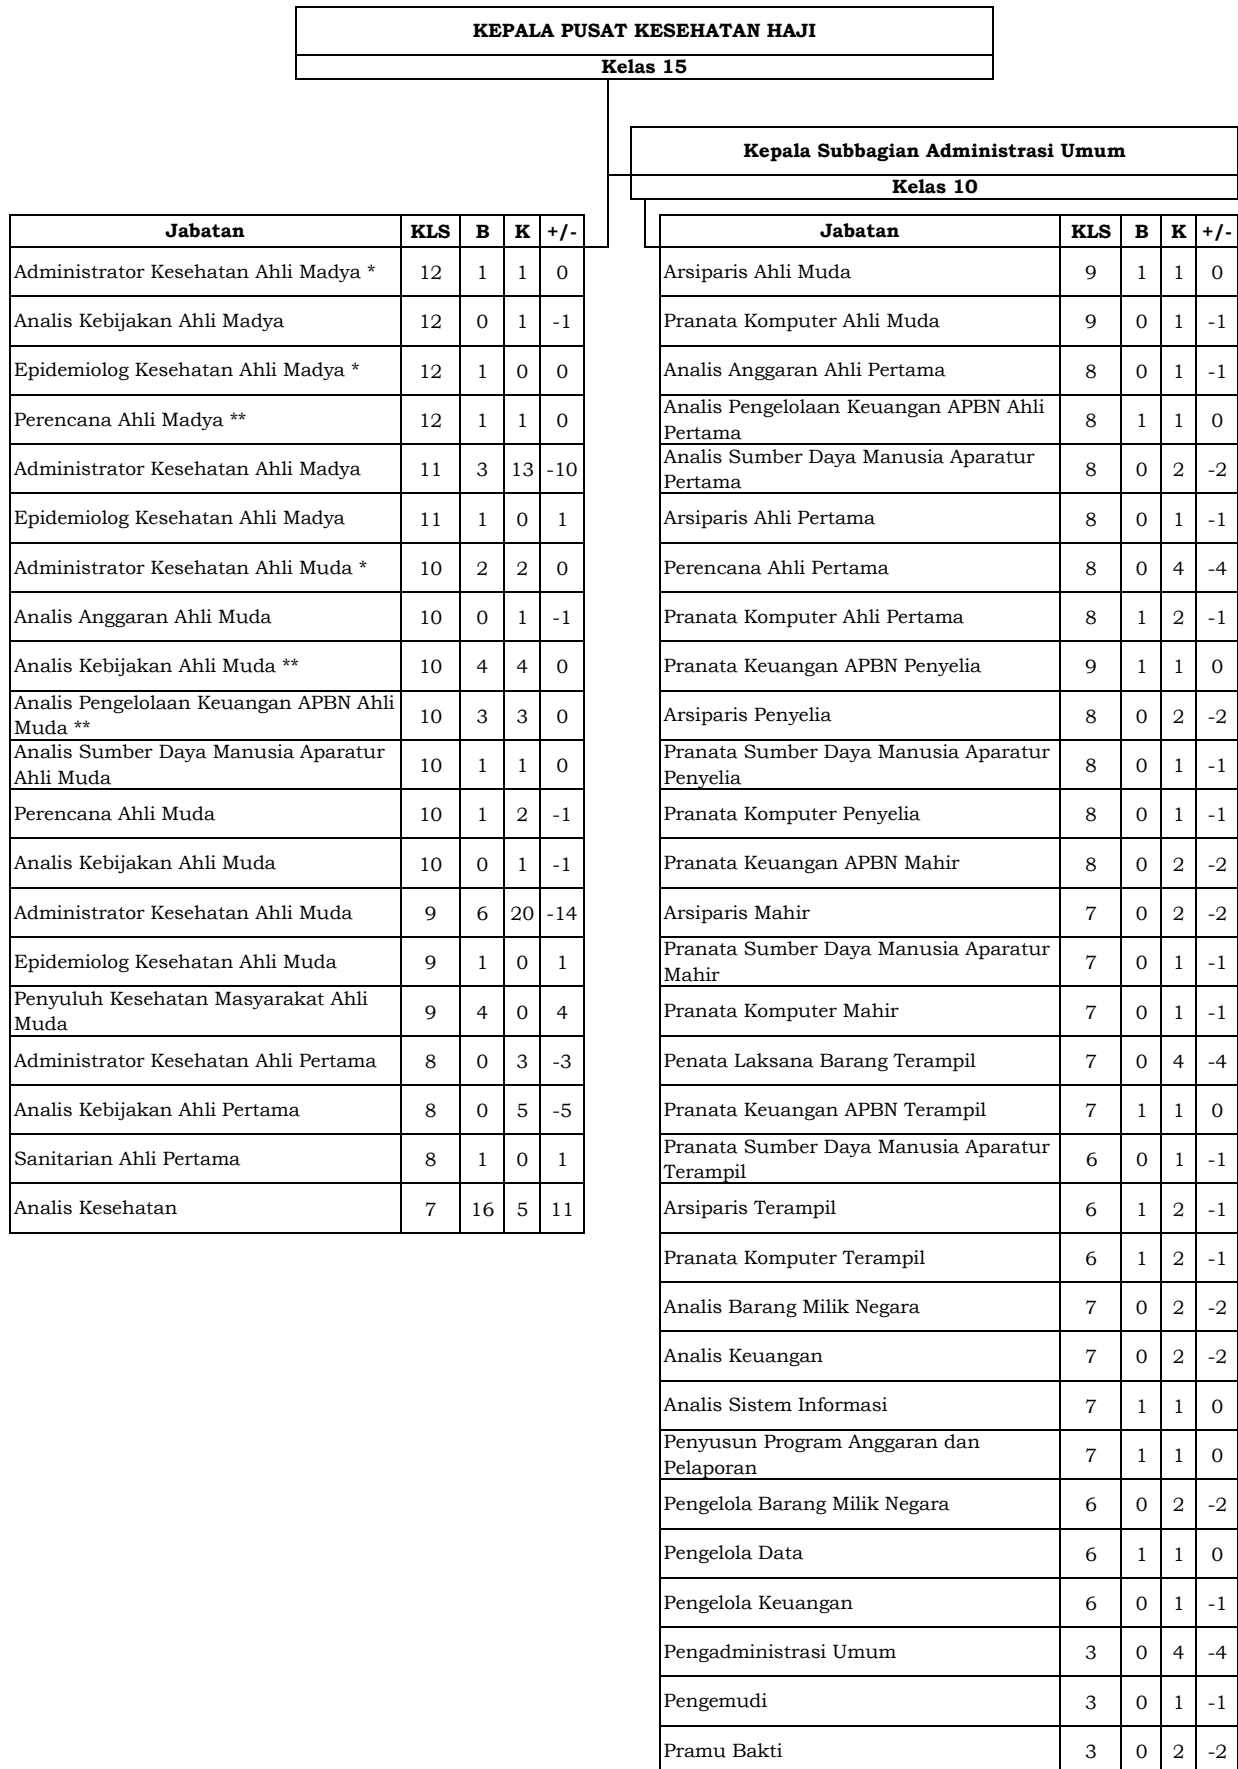 KEPALA PUSAT KESEHATAN HAJI
Kelas 15
Kepala Subbagian Administrasi Umum
Kelas 10
Jabatan KLS B K +/-
Administrator Kesehatan Ahli Madya * 12 1 1 0
Analis Kebijakan Ahli Madya 12 0 1 -1
Epidemiolog Kesehatan Ahli Madya * 12 1 0 0
Perencana Ahli Madya ** 12 1 1 0
Administrator Kesehatan Ahli Madya 11 3 13 -10
Epidemiolog Kesehatan Ahli Madya 11 1 0 1
Administrator Kesehatan Ahli Muda * 10 2 2 0
Analis Anggaran Ahli Muda 10 0 1 -1
Analis Kebijakan Ahli Muda ** 10 4 4 0
Analis Pengelolaan Keuangan APBN Ahli
Muda ** 10 3 3 0
Analis Sumber Daya Manusia Aparatur
Ahli Muda 10 1 1 0
Perencana Ahli Muda 10 1 2 -1
Analis Kebijakan Ahli Muda 10 0 1 -1
Administrator Kesehatan Ahli Muda 9 6 20 -14
Epidemiolog Kesehatan Ahli Muda 9 1 0 1
Penyuluh Kesehatan Masyarakat Ahli
Muda 9 4 0 4
Administrator Kesehatan Ahli Pertama 8 0 3 -3
Analis Kebijakan Ahli Pertama 8 0 5 -5
Sanitarian Ahli Pertama 8 1 0 1
Analis Kesehatan 7 16 5 11
Jabatan KLS B K +/-
Arsiparis Ahli Muda 9 1 1 0
Pranata Komputer Ahli Muda 9 0 1 -1
Analis Anggaran Ahli Pertama 8 0 1 -1
Analis Pengelolaan Keuangan APBN Ahli
Pertama 8 1 1 0
Analis Sumber Daya Manusia Aparatur
Pertama 8 0 2 -2
Arsiparis Ahli Pertama 8 0 1 -1
Perencana Ahli Pertama 8 0 4 -4
Pranata Komputer Ahli Pertama 8 1 2 -1
Pranata Keuangan APBN Penyelia 9 1 1 0
Arsiparis Penyelia 8 0 2 -2
Pranata Sumber Daya Manusia Aparatur
Penyelia 8 0 1 -1
Pranata Komputer Penyelia 8 0 1 -1
Pranata Keuangan APBN Mahir 8 0 2 -2
Arsiparis Mahir 7 0 2 -2
Pranata Sumber Daya Manusia Aparatur
Mahir 7 0 1 -1
Pranata Komputer Mahir 7 0 1 -1
Penata Laksana Barang Terampil 7 0 4 -4
Pranata Keuangan APBN Terampil 7 1 1 0
Pranata Sumber Daya Manusia Aparatur
Terampil 6 0 1 -1
Arsiparis Terampil 6 1 2 -1
Pranata Komputer Terampil 6 1 2 -1
Analis Barang Milik Negara 7 0 2 -2
Analis Keuangan 7 0 2 -2
Analis Sistem Informasi 7 1 1 0
Penyusun Program Anggaran dan
Pelaporan 7 1 1 0
Pengelola Barang Milik Negara 6 0 2 -2
Pengelola Data 6 1 1 0
Pengelola Keuangan 6 0 1 -1
Pengadministrasi Umum 3 0 4 -4
Pengemudi 3 0 1 -1
Pramu Bakti 3 0 2 -2